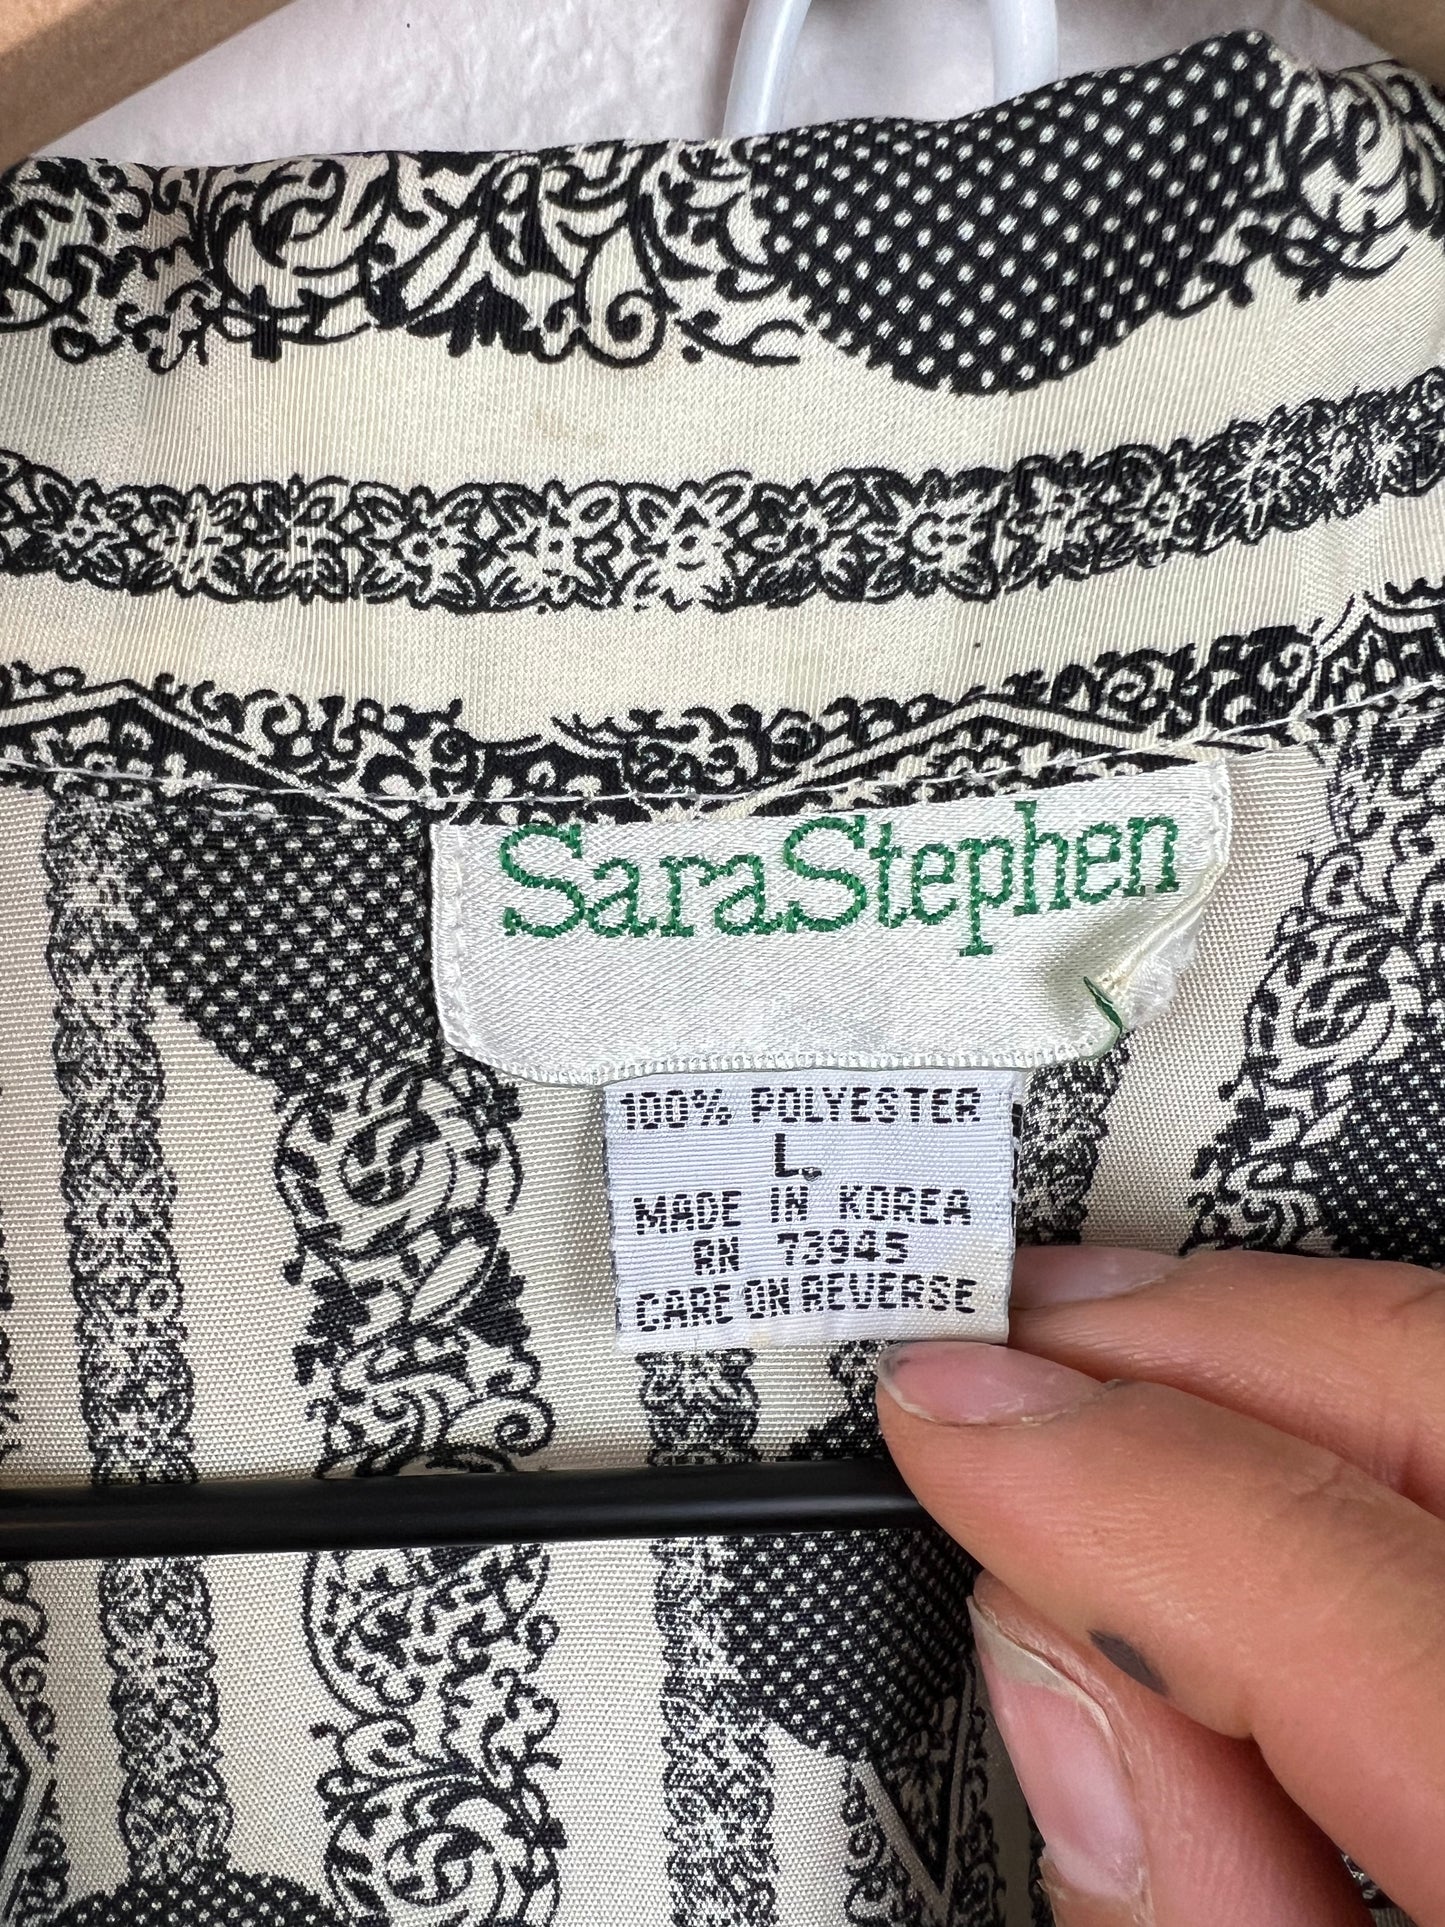 SaraStephen
100% POLYESTER
L
MADE IN KOREA
RN 73945
CARE ON REVERSE